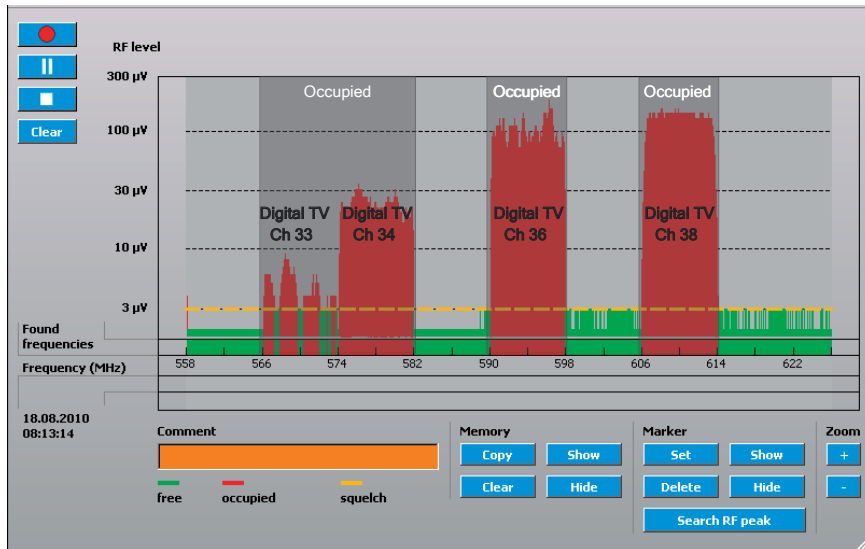 RF level
300 µV
Occupied
Occupied
Occupied
Clear
100 µV
30 µV
Digital TV
Ch 33
Digital TV
Ch 34
Digital TV
Ch 36
Digital TV
Ch 38
10 µV
3 µV
Found
frequencies
Frequency (MHz)
558 566 574 582 590 598 606 614 622
18.08.2010
08:13:14
Comment
free occupied squelch
Memory
Copy Show
Clear Hide
Marker
Set Show
Delete Hide
Search RF peak
Zoom
+
-